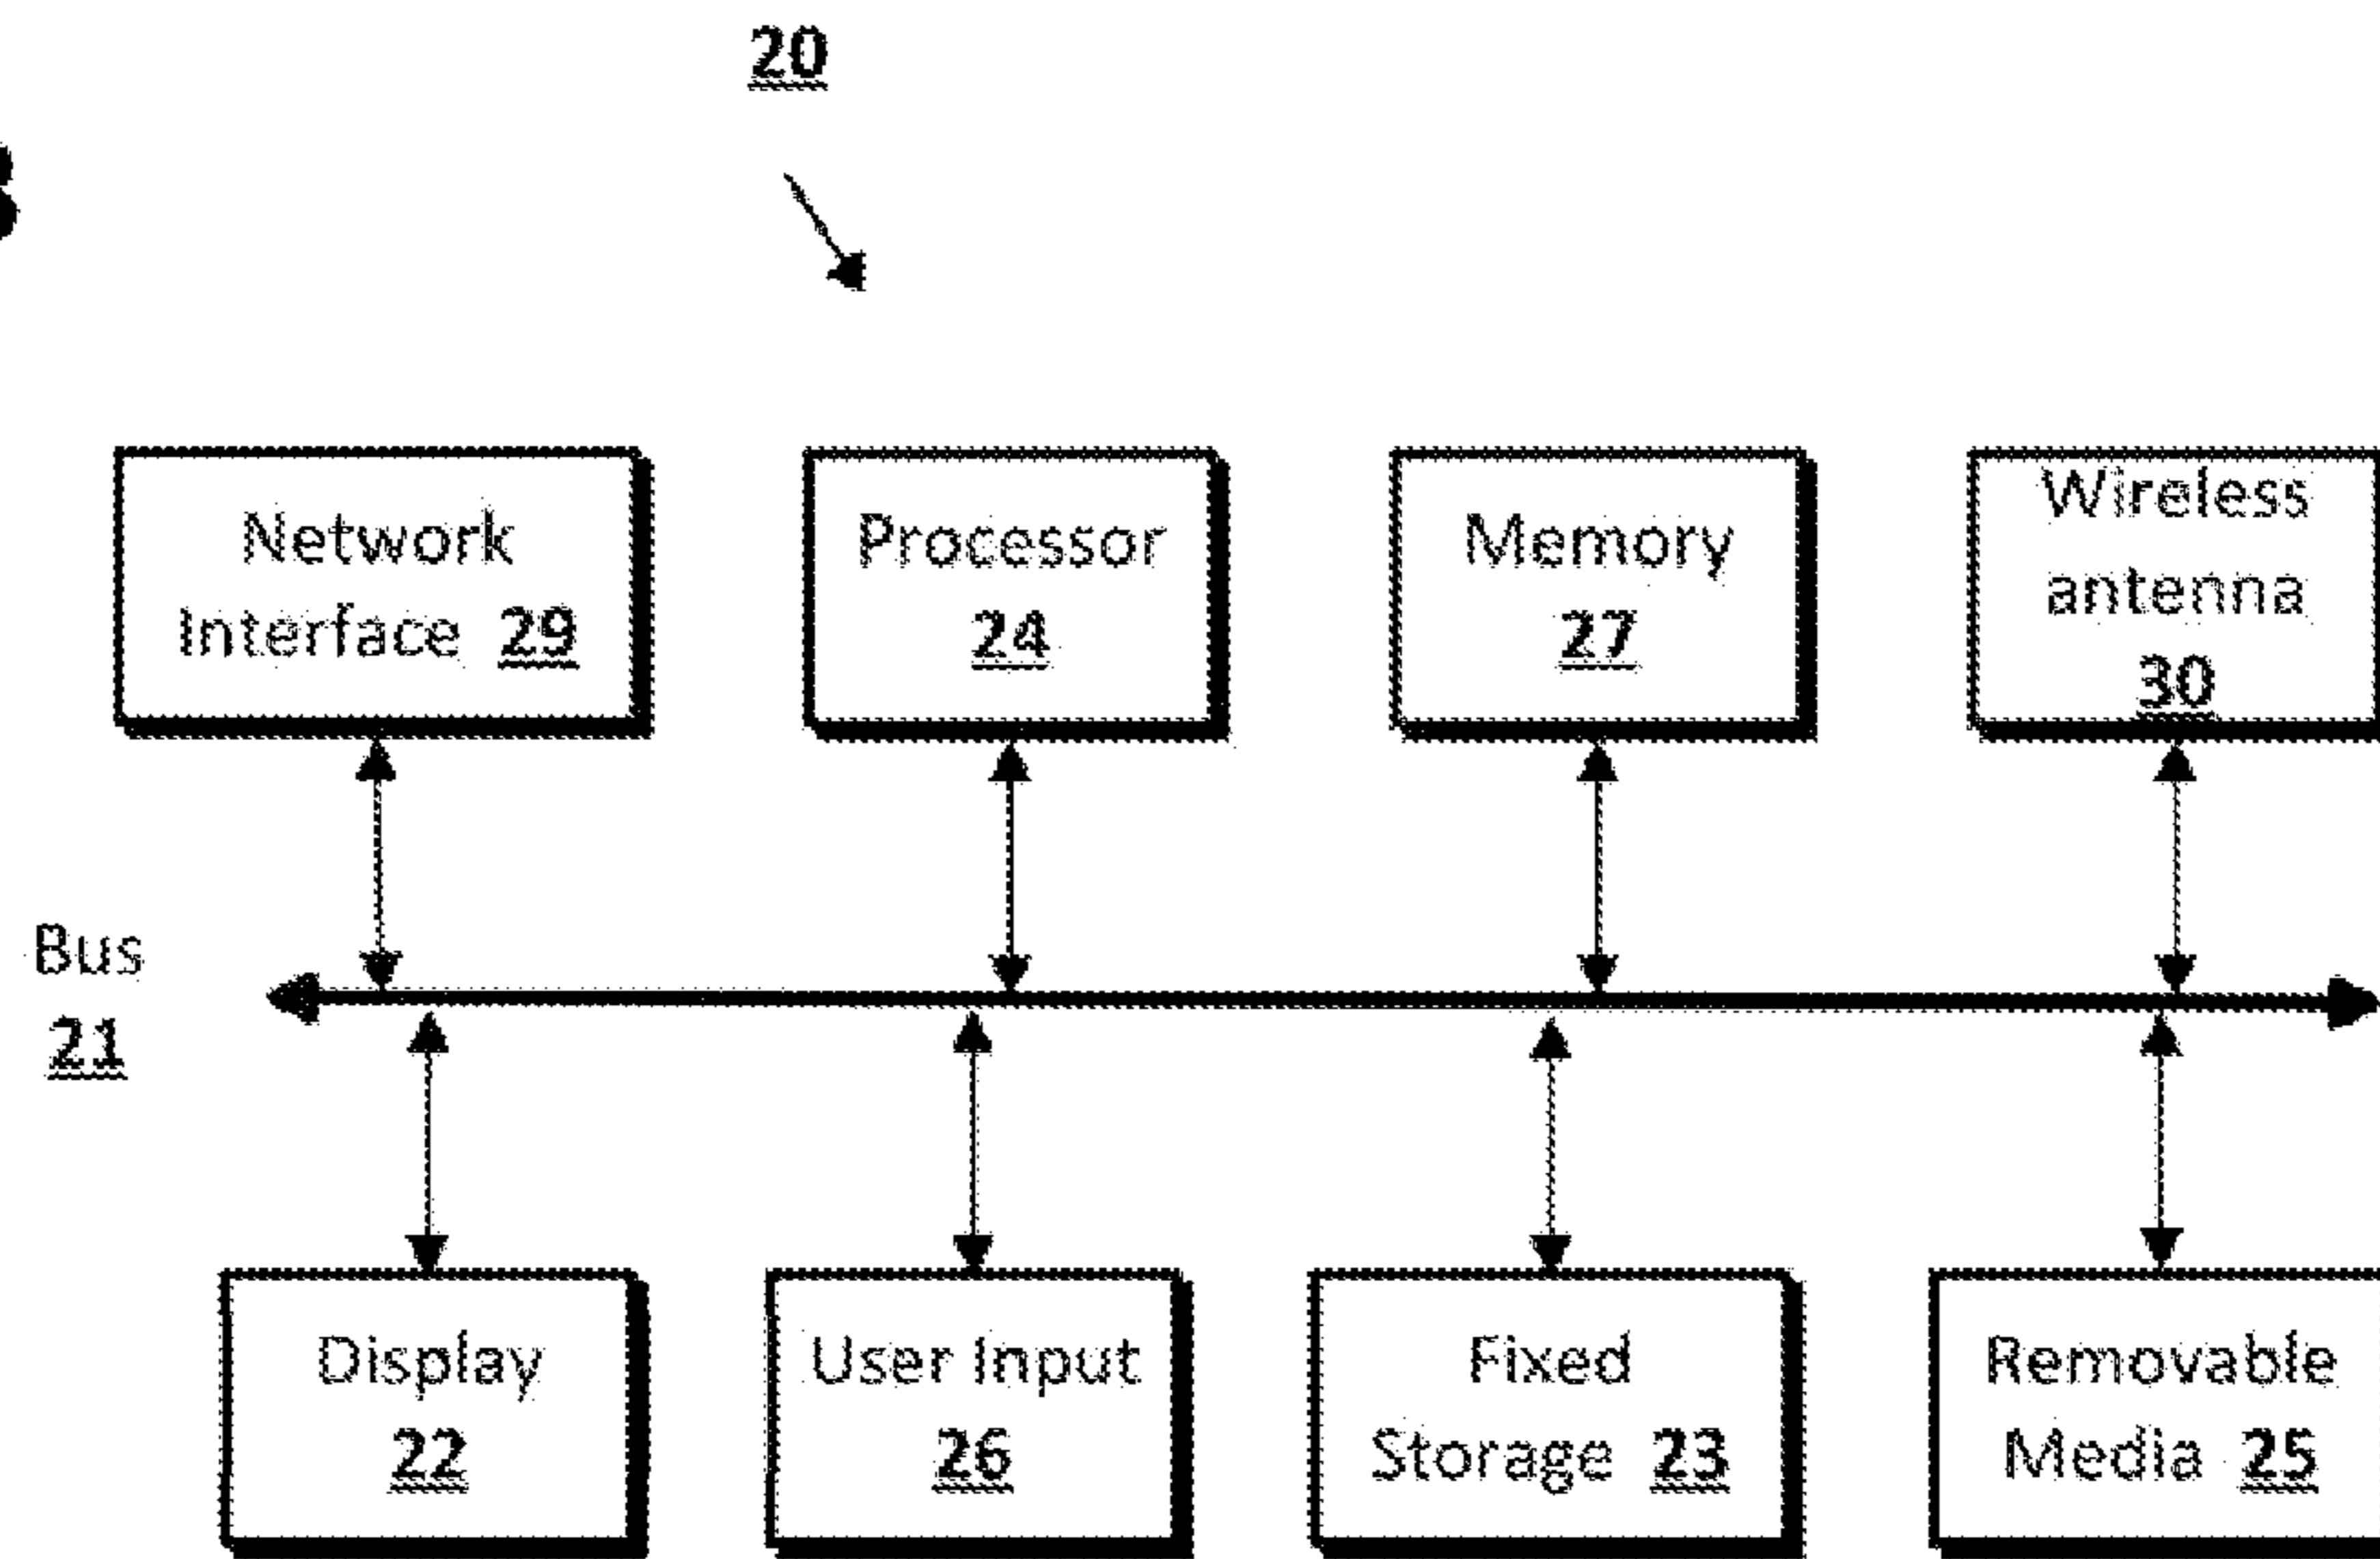 20
Network
Interface 29
Processor
24
Memory
27
Wireless
antenna
30
Bus
21
Display
22
User Input
26
Fixed
Storage 23
Removable
Media 25